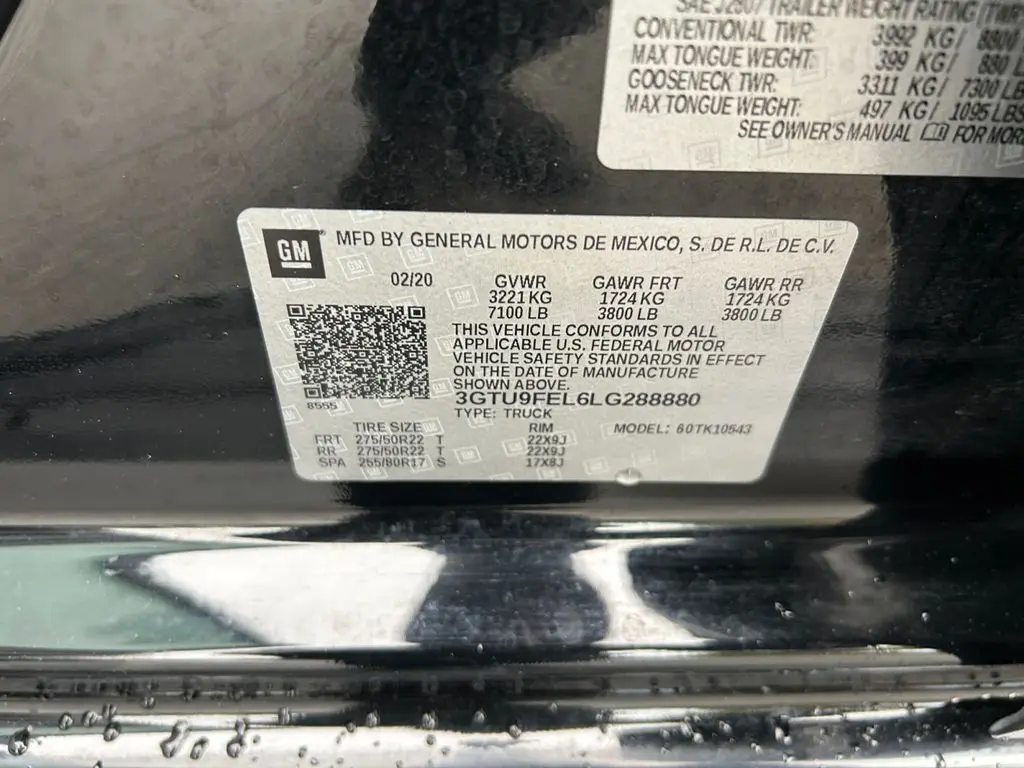 SAE J2807 TRAILER WEIGHT RATING (TWR)
CONVENTIONAL TWR: 3992 KG/ 8800
MAX TONGUE WEIGHT: 399 KG/ 880 L
GOOSENECK TWR: 3311 KG/ 7300 LB
MAX TONGUE WEIGHT: 497 KG/ 1095 LBS
SEE OWNER'S MANUAL FOR MORE
GM
MFD BY GENERAL MOTORS DE MEXICO, S. DE R.L. DE C.V.
02/20 GVWR GAWR FRT GAWR RR
3221 KG 1724 KG 1724 KG
7100 LB 3800 LB 3800 LB
THIS VEHICLE CONFORMS TO ALL
APPLICABLE U.S. FEDERAL MOTOR
VEHICLE SAFETY STANDARDS IN EFFECT
ON THE DATE OF MANUFACTURE
SHOWN ABOVE.
8555
3GTU9FEL6LG288880
TYPE: TRUCK
TIRE SIZE RIM MODEL: 60TK10543
FRT 275/50R22 T 22X9J
RR 275/50R22 T 22X9J
SPA 255/80R17 S 17X8J